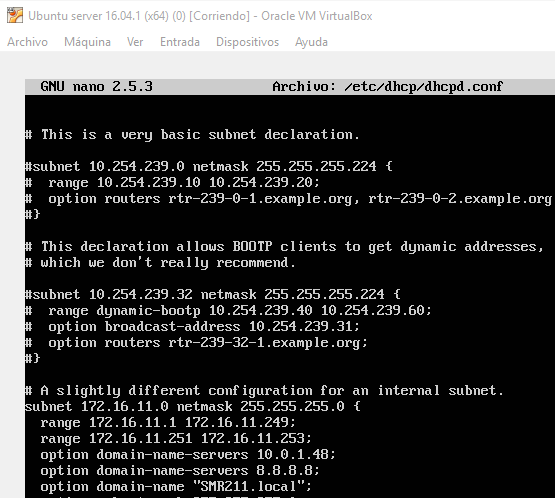 Ubuntu server 16.04.1 (x64) (0) [Corriendo] - Oracle VM VirtualBox
Archivo Máquina Ver Entrada Dispositivos Ayuda
GNU nano 2.5.3 Archivo: /etc/dhcp/dhcpd.conf
# This is a very basic subnet declaration.
#subnet 10.254.239.0 netmask 255.255.255.224 {
#  range 10.254.239.10 10.254.239.20;
#  option routers rtr-239-0-1.example.org, rtr-239-0-2.example.org
#}
# This declaration allows BOOTP clients to get dynamic addresses,
# which we don't really recommend.
#subnet 10.254.239.32 netmask 255.255.255.224 {
#  range dynamic-bootp 10.254.239.40 10.254.239.60;
#  option broadcast-address 10.254.239.31;
#  option routers rtr-239-32-1.example.org;
#}
# A slightly different configuration for an internal subnet.
subnet 172.16.11.0 netmask 255.255.255.0 {
  range 172.16.11.1 172.16.11.249;
  range 172.16.11.251 172.16.11.253;
  option domain-name-servers 10.0.1.48;
  option domain-name-servers 8.8.8.8;
  option domain-name "SMR211.local";